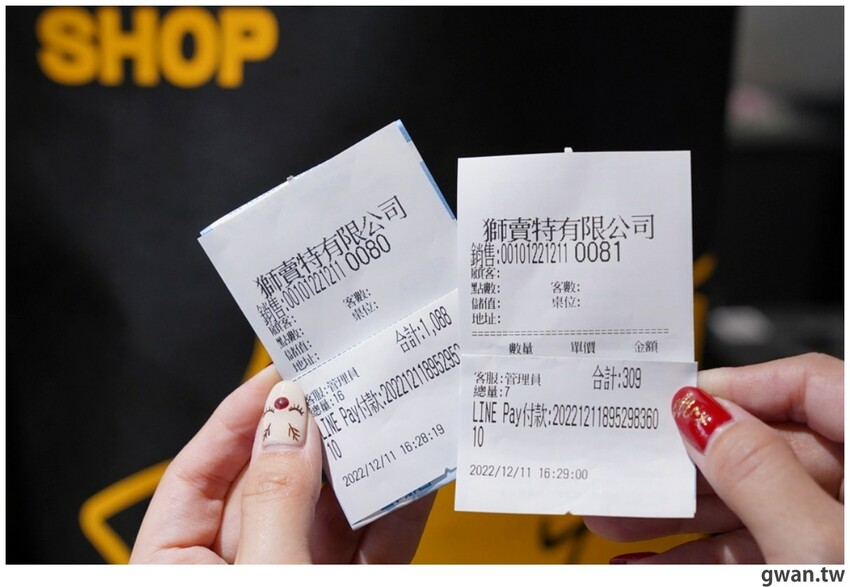 SHOP
獅賣特有限公司
銷售:00101221211 0080
顧客:
點數: 客數:
儲值: 桌位:
地址:
合計:1,088
客服:管理員
總量:16
LINE Pay付款:2022121189529
10
2022/12/11 16:28:19
獅賣特有限公司
銷售:00101221211 0081
顧客:
點數: 客數:
儲值: 桌位:
地址:
數量 單價 金額
合計:309
客服:管理員
總量:7
LINE Pay付款:202212111895298360
10
2022/12/11 16:29:00
gwan.tw